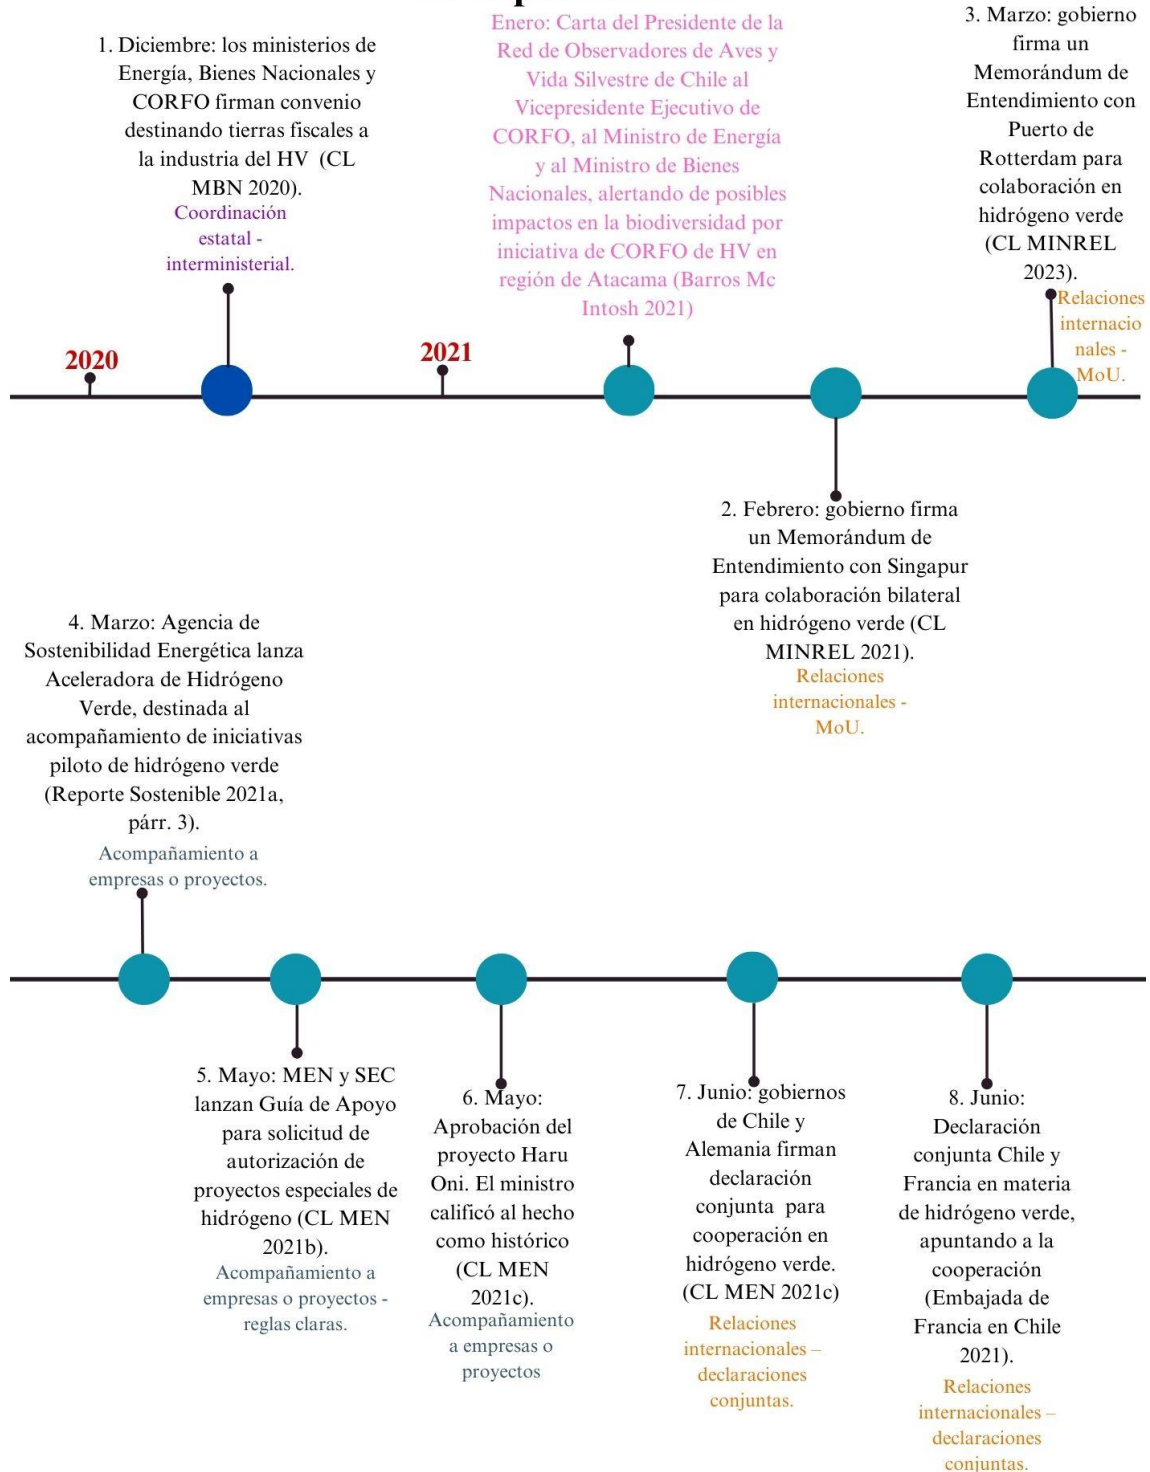 1. Diciembre: los ministerios de
Energía, Bienes Nacionales y
CORFO firman convenio
destinando tierras fiscales a
la industria del HV (CL
MBN 2020).
Coordinación
estatal -
interministerial.
Enero: Carta del Presidente de la
Red de Observadores de Aves y
Vida Silvestre de Chile al
Vicepresidente Ejecutivo de
CORFO, al Ministro de Energía
y al Ministro de Bienes
Nacionales, alertando de posibles
impactos en la biodiversidad por
iniciativa de CORFO de HV en
región de Atacama (Barros Mc
Intosh 2021)
3. Marzo: gobierno
firma un
Memorándum de
Entendimiento con
Puerto de
Rotterdam para
colaboración en
hidrógeno verde
(CL MINREL
2023).
Relaciones
internacio
nales -
MoU.
2020
2021
2. Febrero: gobierno firma
un Memorándum de
Entendimiento con Singapur
para colaboración bilateral
en hidrógeno verde (CL
MINREL 2021).
Relaciones
internacionales -
MoU.
4. Marzo: Agencia de
Sostenibilidad Energética lanza
Aceleradora de Hidrógeno
Verde, destinada al
acompañamiento de iniciativas
piloto de hidrógeno verde
(Reporte Sostenible 2021a,
párr. 3).
Acompañamiento a
empresas o proyectos.
5. Mayo: MEN y SEC
lanzan Guía de Apoyo
para solicitud de
autorización de
proyectos especiales de
hidrógeno (CL MEN
2021b).
Acompañamiento a
empresas o proyectos -
reglas claras.
6. Mayo:
Aprobación del
proyecto Haru
Oni. El ministro
calificó al hecho
como histórico
(CL MEN
2021c).
Acompañamiento
a empresas o
proyectos
7. Junio: gobiernos
de Chile y
Alemania firman
declaración
conjunta para
cooperación en
hidrógeno verde.
(CL MEN 2021c)
Relaciones
internacionales –
declaraciones
conjuntas.
8. Junio:
Declaración
conjunta Chile y
Francia en materia
de hidrógeno verde,
apuntando a la
cooperación
(Embajada de
Francia en Chile
2021).
Relaciones
internacionales –
declaraciones
conjuntas.